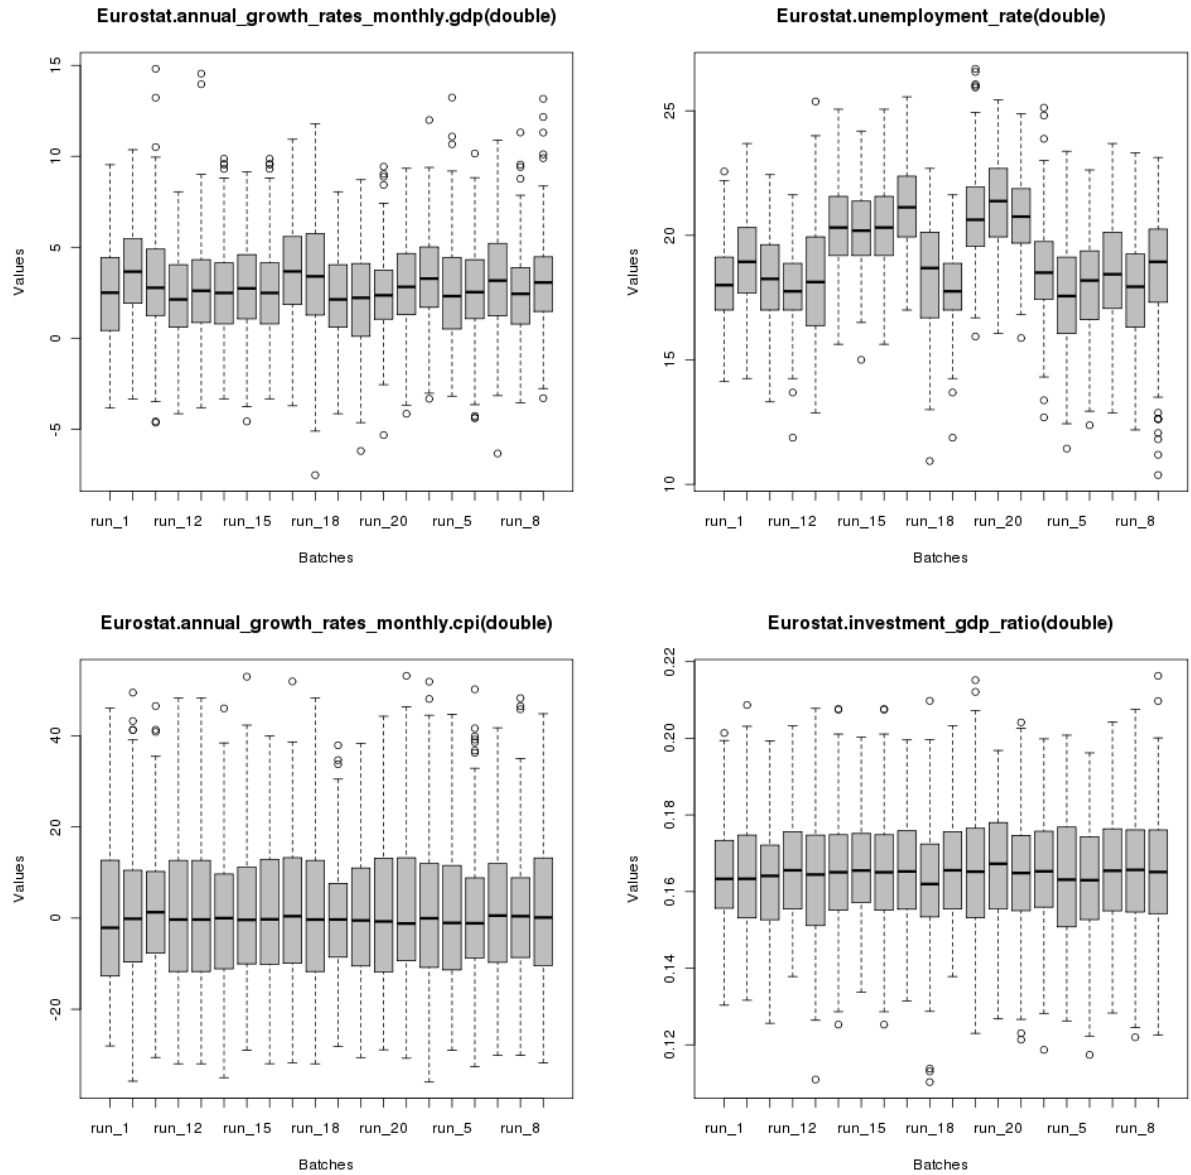 Eurostat.annual_growth_rates_monthly.gdp(double)
Values
15
10
5
0
-5
run_1 run_12 run_15 run_18 run_20 run_5 run_8
Batches
Eurostat.unemployment_rate(double)
Values
25
20
15
10
run_1 run_12 run_15 run_18 run_20 run_5 run_8
Batches
Eurostat.annual_growth_rates_monthly.cpi(double)
Values
40
20
0
-20
run_1 run_12 run_15 run_18 run_20 run_5 run_8
Batches
Eurostat.investment_gdp_ratio(double)
Values
0.22
0.20
0.18
0.16
0.14
0.12
run_1 run_12 run_15 run_18 run_20 run_5 run_8
Batches